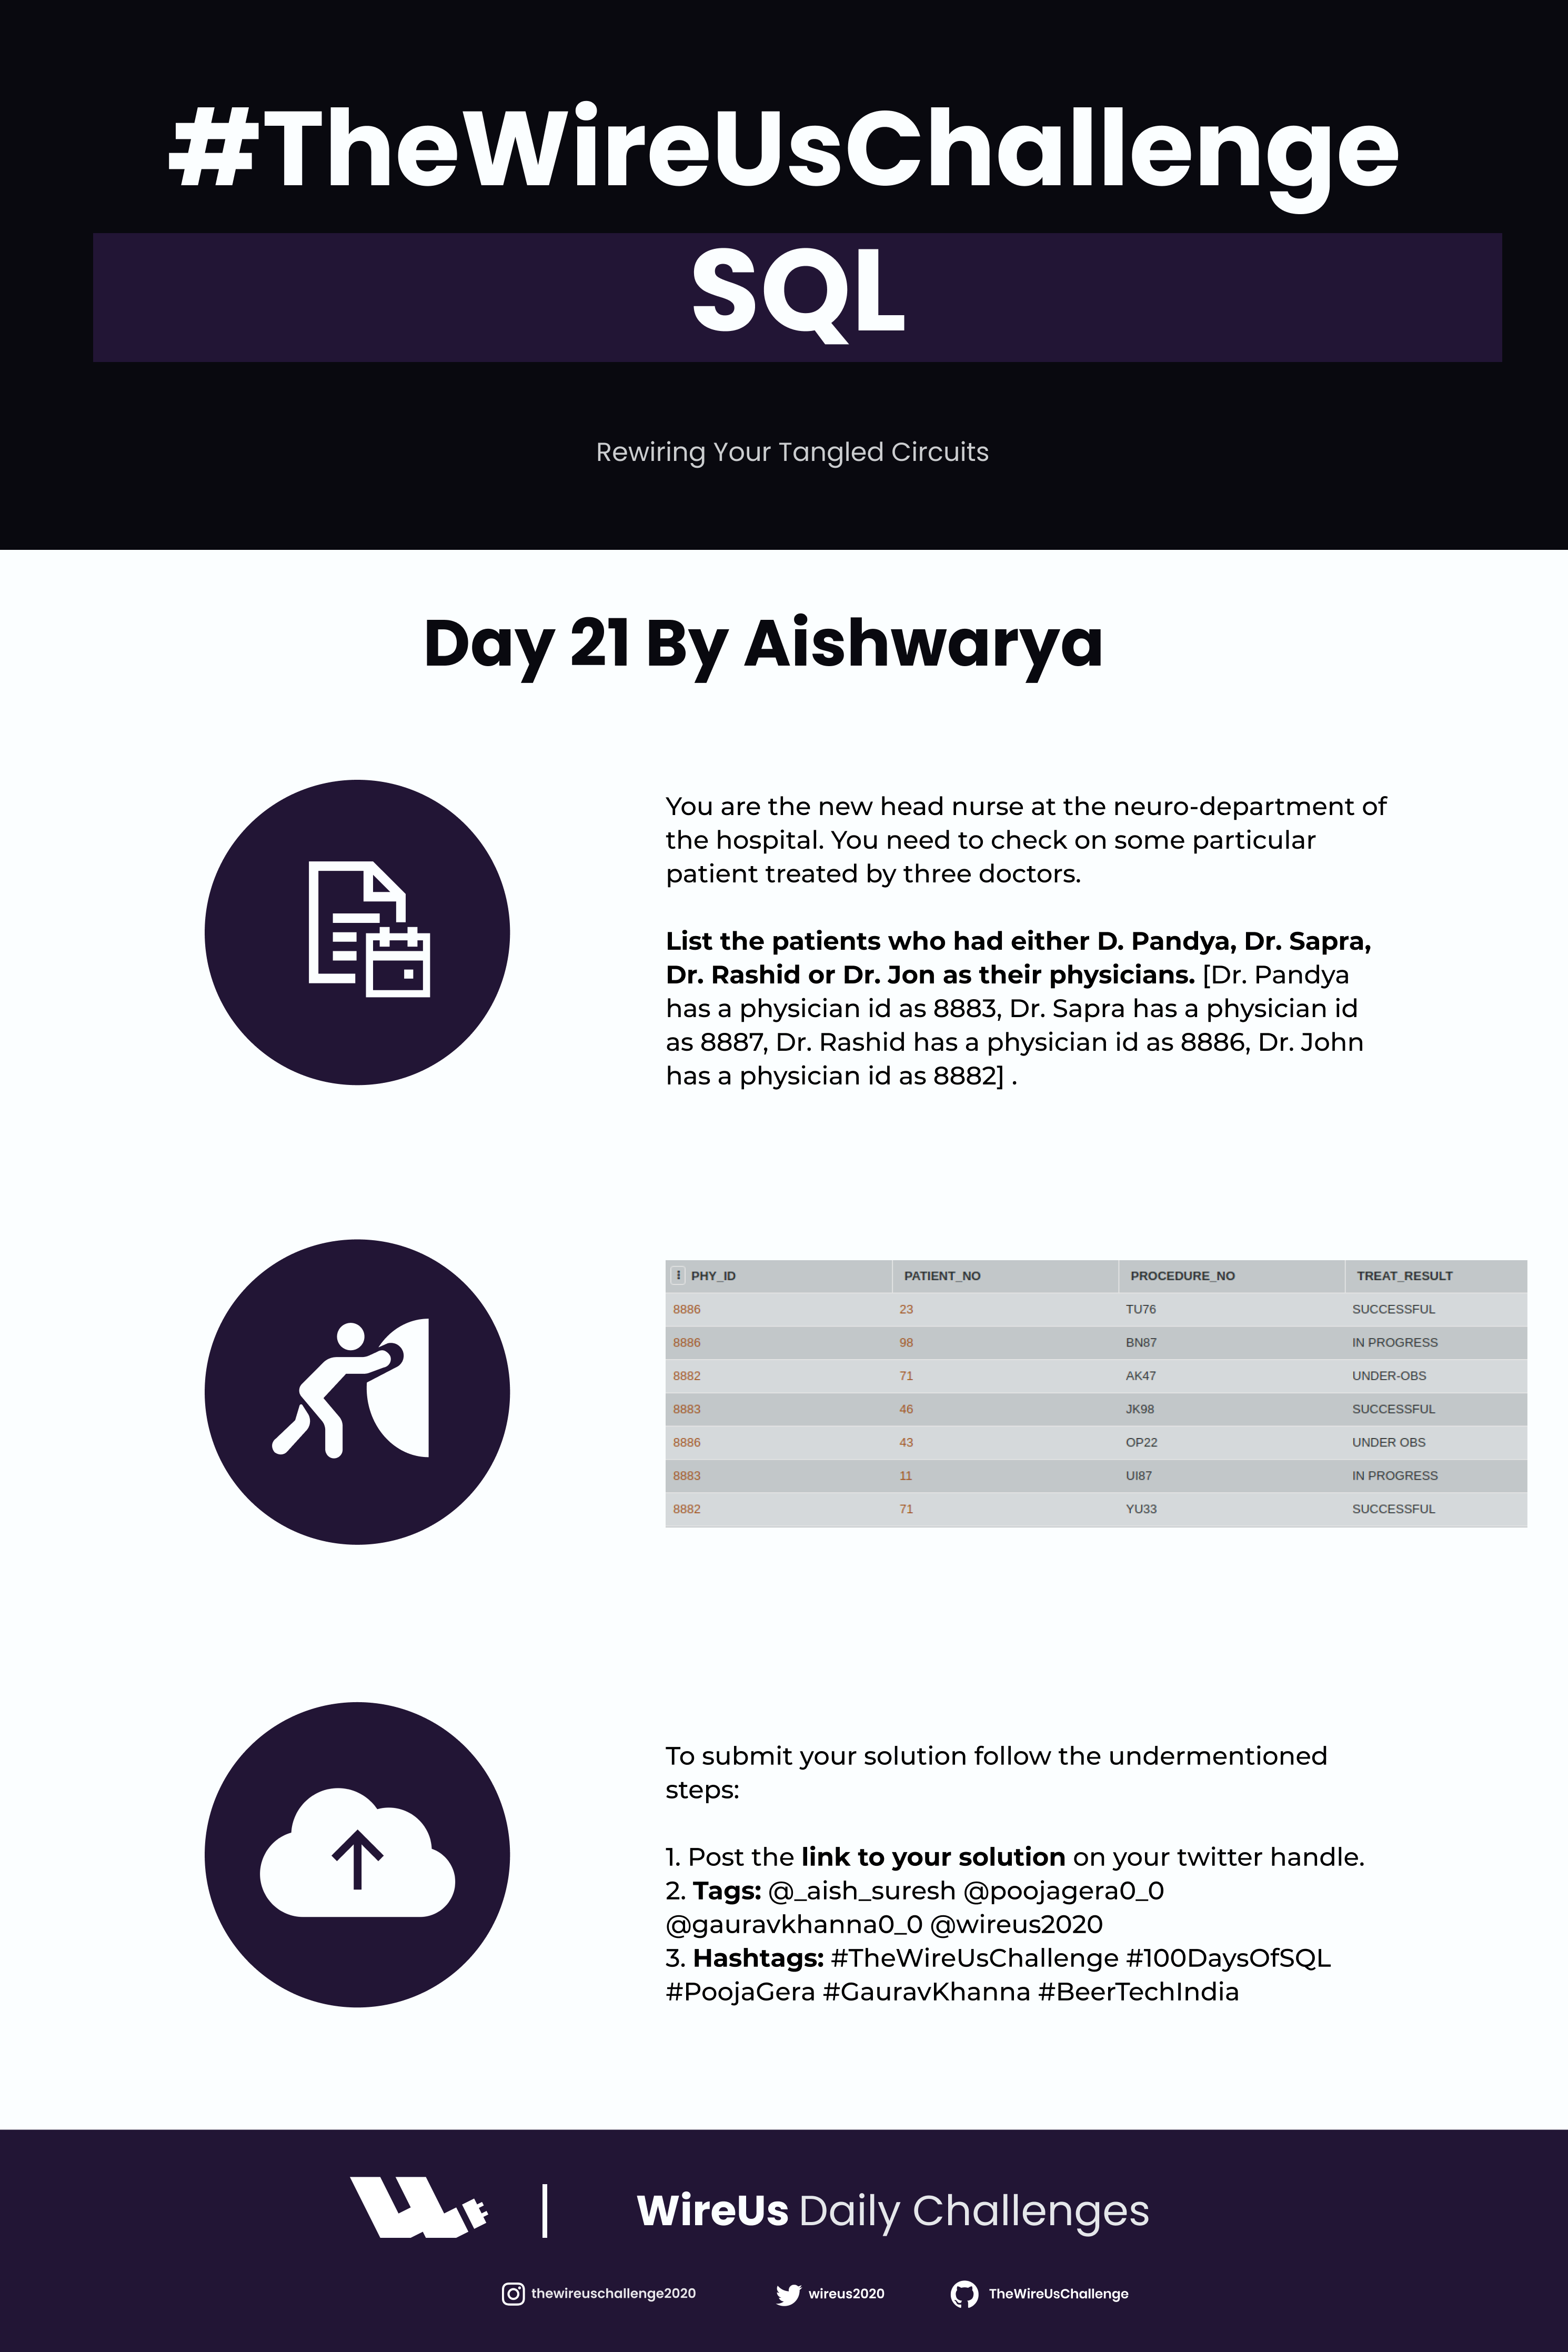 #TheWireUsChallenge
SQL
Rewiring Your Tangled Circuits
Day 21 By Aishwarya
You are the new head nurse at the neuro-department of
the hospital. You need to check on some particular
patient treated by three doctors.
List the patients who had either D. Pandya, Dr. Sapra,
Dr. Rashid or Dr. Jon as their physicians. [Dr. Pandya
has a physician id as 8883, Dr. Sapra has a physician id
as 8887, Dr. Rashid has a physician id as 8886, Dr. John
has a physician id as 8882] .
PHY_ID PATIENT_NO PROCEDURE_NO TREAT_RESULT
8886 23 TU76 SUCCESSFUL
8886 98 BN87 IN PROGRESS
8882 71 AK47 UNDER-OBS
8883 46 JK98 SUCCESSFUL
8886 43 OP22 UNDER OBS
8883 11 UI87 IN PROGRESS
8882 71 YU33 SUCCESSFUL
To submit your solution follow the undermentioned
steps:
1. Post the link to your solution on your twitter handle.
2. Tags: @_aish_suresh @poojagera0_0
@gauravkhanna0_0 @wireus2020
3. Hashtags: #TheWireUsChallenge #100DaysOfSQL
#PoojaGera #GauravKhanna #BeerTechIndia
WireUs Daily Challenges
thewireuschallenge2020 wireus2020 TheWireUsChallenge